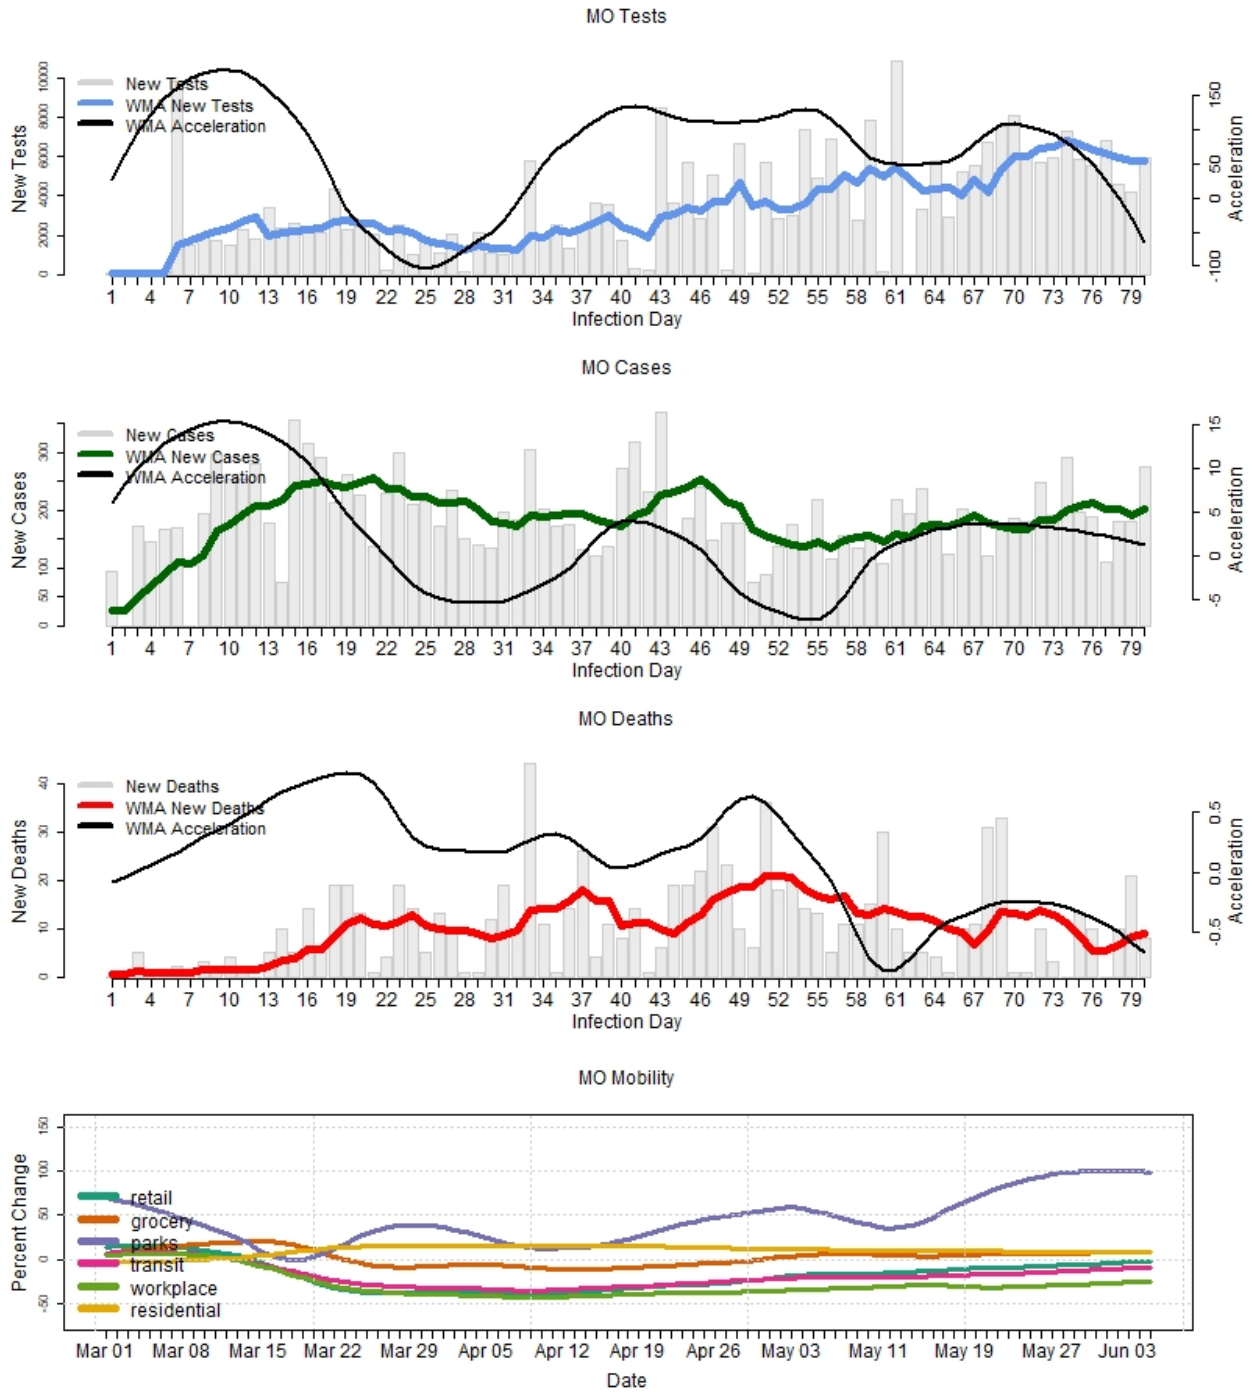 MO Tests
New Tests
WMA New Tests
WMA Acceleration
New Tests
0 2000 4000 6000 8000 10000
-100 0 50 150
Acceleration
1 4 7 10 13 16 19 22 25 28 31 34 37 40 43 46 49 52 55 58 61 64 67 70 73 76 79
Infection Day
MO Cases
New Cases
WMA New Cases
WMA Acceleration
New Cases
0 50 100 200 300
-5 0 5 10 15
Acceleration
1 4 7 10 13 16 19 22 25 28 31 34 37 40 43 46 49 52 55 58 61 64 67 70 73 76 79
Infection Day
MO Deaths
New Deaths
WMA New Deaths
WMA Acceleration
New Deaths
0 10 20 30 40
-0.5 0.0 0.5
Acceleration
1 4 7 10 13 16 19 22 25 28 31 34 37 40 43 46 49 52 55 58 61 64 67 70 73 76 79
Infection Day
MO Mobility
retail
grocery
parks
transit
workplace
residential
Percent Change
-50 0 50 100 150
Mar 01 Mar 08 Mar 15 Mar 22 Mar 29 Apr 05 Apr 12 Apr 19 Apr 26 May 03 May 11 May 19 May 27 Jun 03
Date